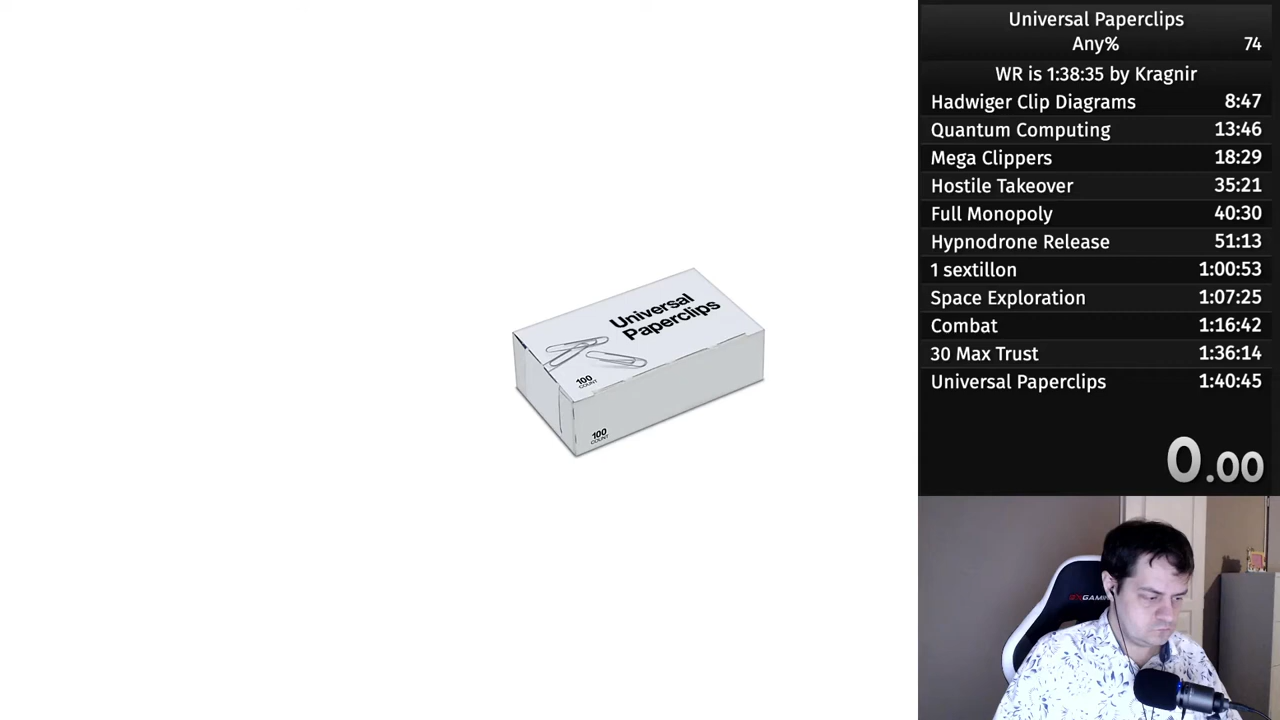 Universal
Paperclips
100
COUNT
100
COUNT
Universal Paperclips
Any% 74
WR is 1:38:35 by Kragnir
Hadwiger Clip Diagrams 8:47
Quantum Computing 13:46
Mega Clippers 18:29
Hostile Takeover 35:21
Full Monopoly 40:30
Hypnodrone Release 51:13
1 sextillon 1:00:53
Space Exploration 1:07:25
Combat 1:16:42
30 Max Trust 1:36:14
Universal Paperclips 1:40:45
0.00